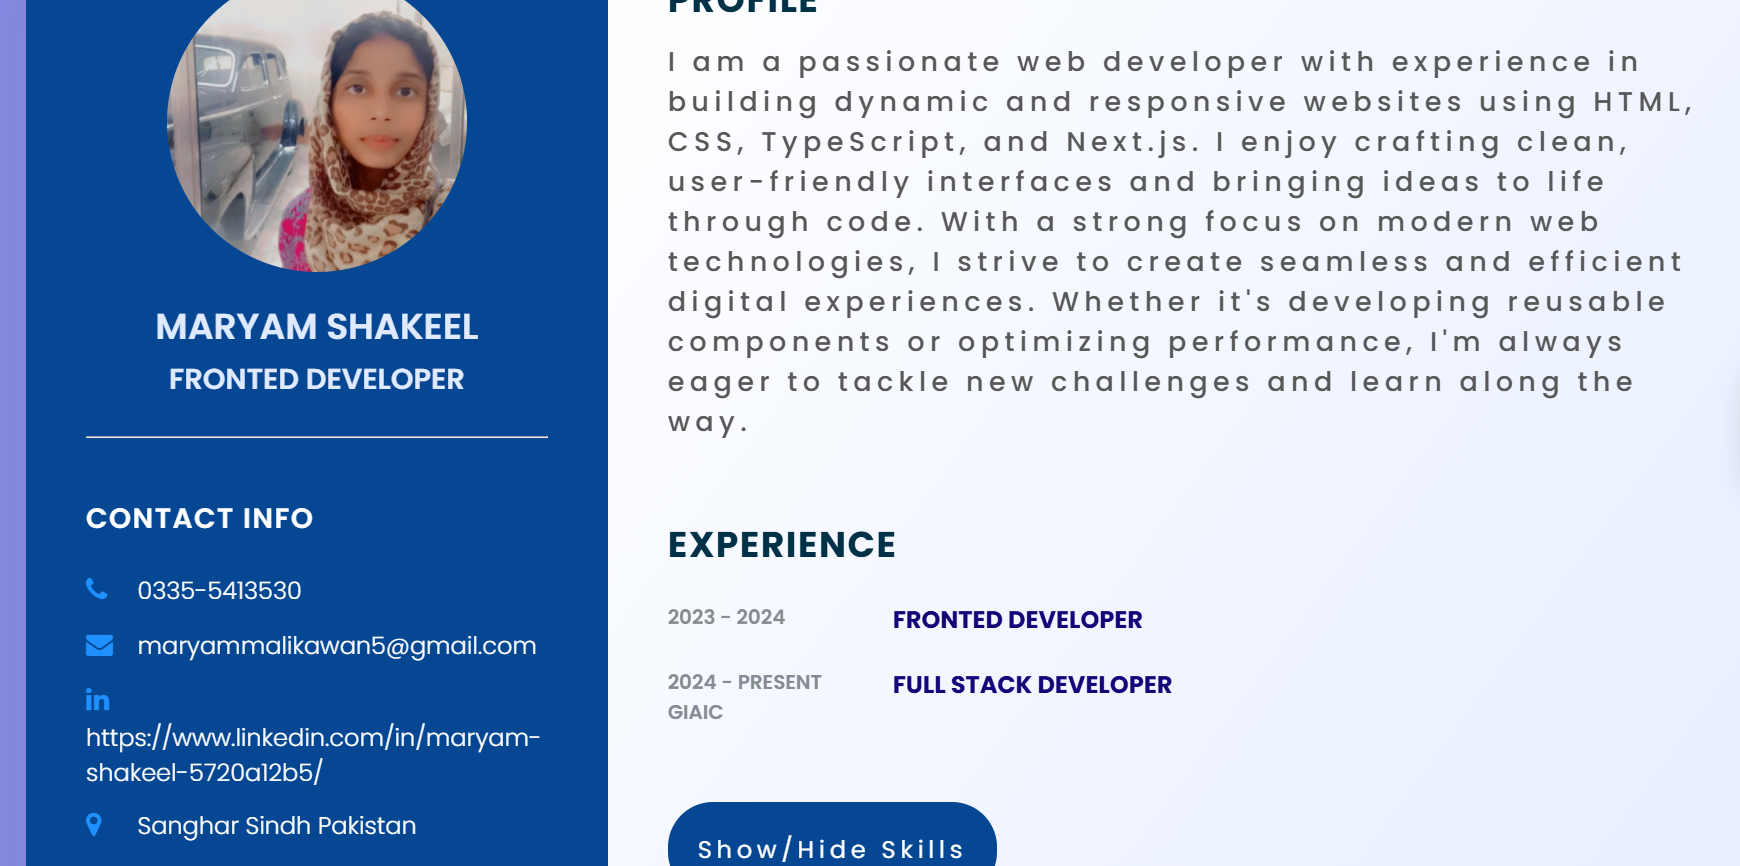 MARYAM SHAKEEL
FRONTED DEVELOPER
CONTACT INFO
0335-5413530
maryammalikawan5@gmail.com
in
https://www.linkedin.com/in/maryam-
shakeel-5720a12b5/
Sanghar Sindh Pakistan
PROFILE
I am a passionate web developer with experience in
building dynamic and responsive websites using HTML,
CSS, TypeScript, and Next.js. I enjoy crafting clean,
user-friendly interfaces and bringing ideas to life
through code. With a strong focus on modern web
technologies, I strive to create seamless and efficient
digital experiences. Whether it's developing reusable
components or optimizing performance, I'm always
eager to tackle new challenges and learn along the
way.
EXPERIENCE
2023 - 2024
FRONTED DEVELOPER
2024 - PRESENT
GIAIC
FULL STACK DEVELOPER
Show/Hide Skills